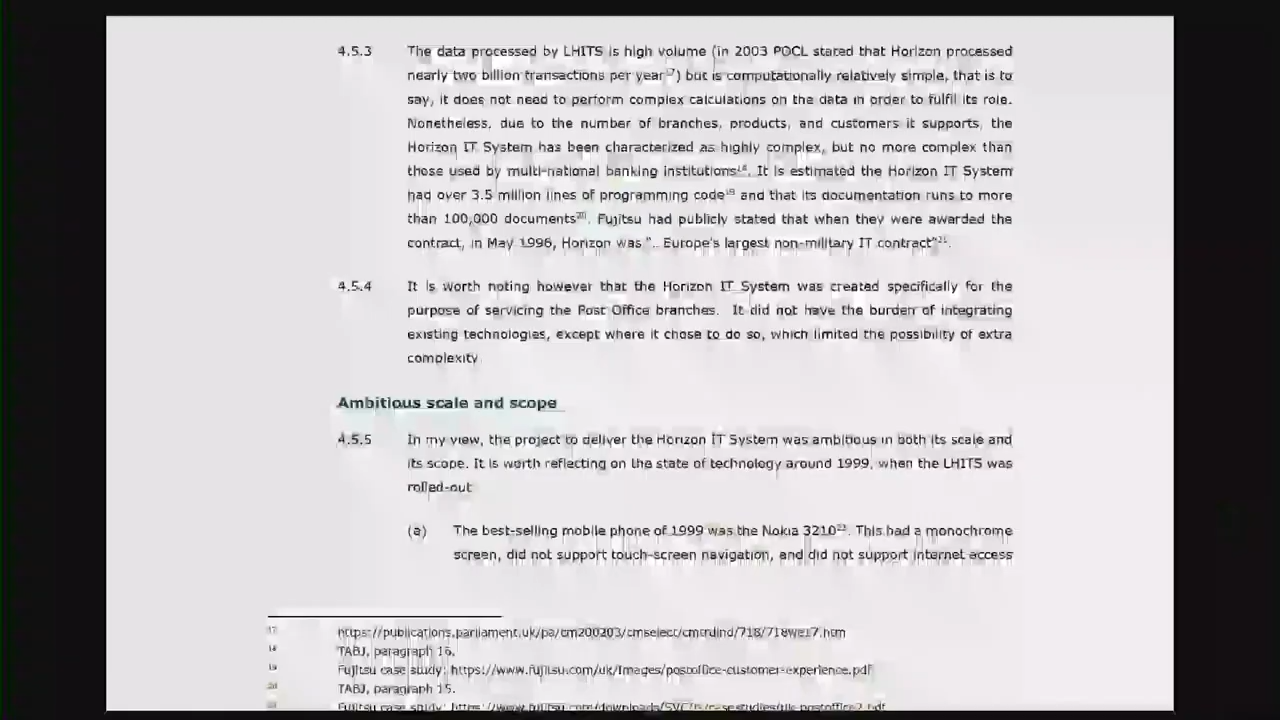 4.5.3 The data processed by LHITS is high volume (in 2003 POCL stated that Horizon processed
nearly two billion transactions per year17) but is computationally relatively simple, that is to
say, it does not need to perform complex calculations on the data in order to fulfil its role.
Nonetheless, due to the number of branches, products, and customers it supports, the
Horizon IT System has been characterized as highly complex, but no more complex than
those used by multi-national banking institutions18. It is estimated the Horizon IT System
had over 3.5 million lines of programming code19 and that its documentation runs to more
than 100,000 documents20. Fujitsu had publicly stated that when they were awarded the
contract, in May 1996, Horizon was ".. Europe's largest non-military IT contract"21.
4.5.4 It is worth noting however that the Horizon IT System was created specifically for the
purpose of servicing the Post Office branches. It did not have the burden of integrating
existing technologies, except where it chose to do so, which limited the possibility of extra
complexity
Ambitious scale and scope
4.5.5 In my view, the project to deliver the Horizon IT System was ambitious in both its scale and
its scope. It is worth reflecting on the state of technology around 1999, when the LHITS was
rolled-out
(a) The best-selling mobile phone of 1999 was the Nokia 321022. This had a monochrome
screen, did not support touch-screen navigation, and did not support internet access
17 https://publications.parliament.uk/pa/cm200203/cmselect/cmtrdind/718/718we17.htm
18 TABJ, paragraph 16.
19 Fujitsu case study: https://www.fujitsu.com/uk/Images/postoffice-customer-experience.pdf
20 TABJ, paragraph 15.
21 Fujitsu case study: